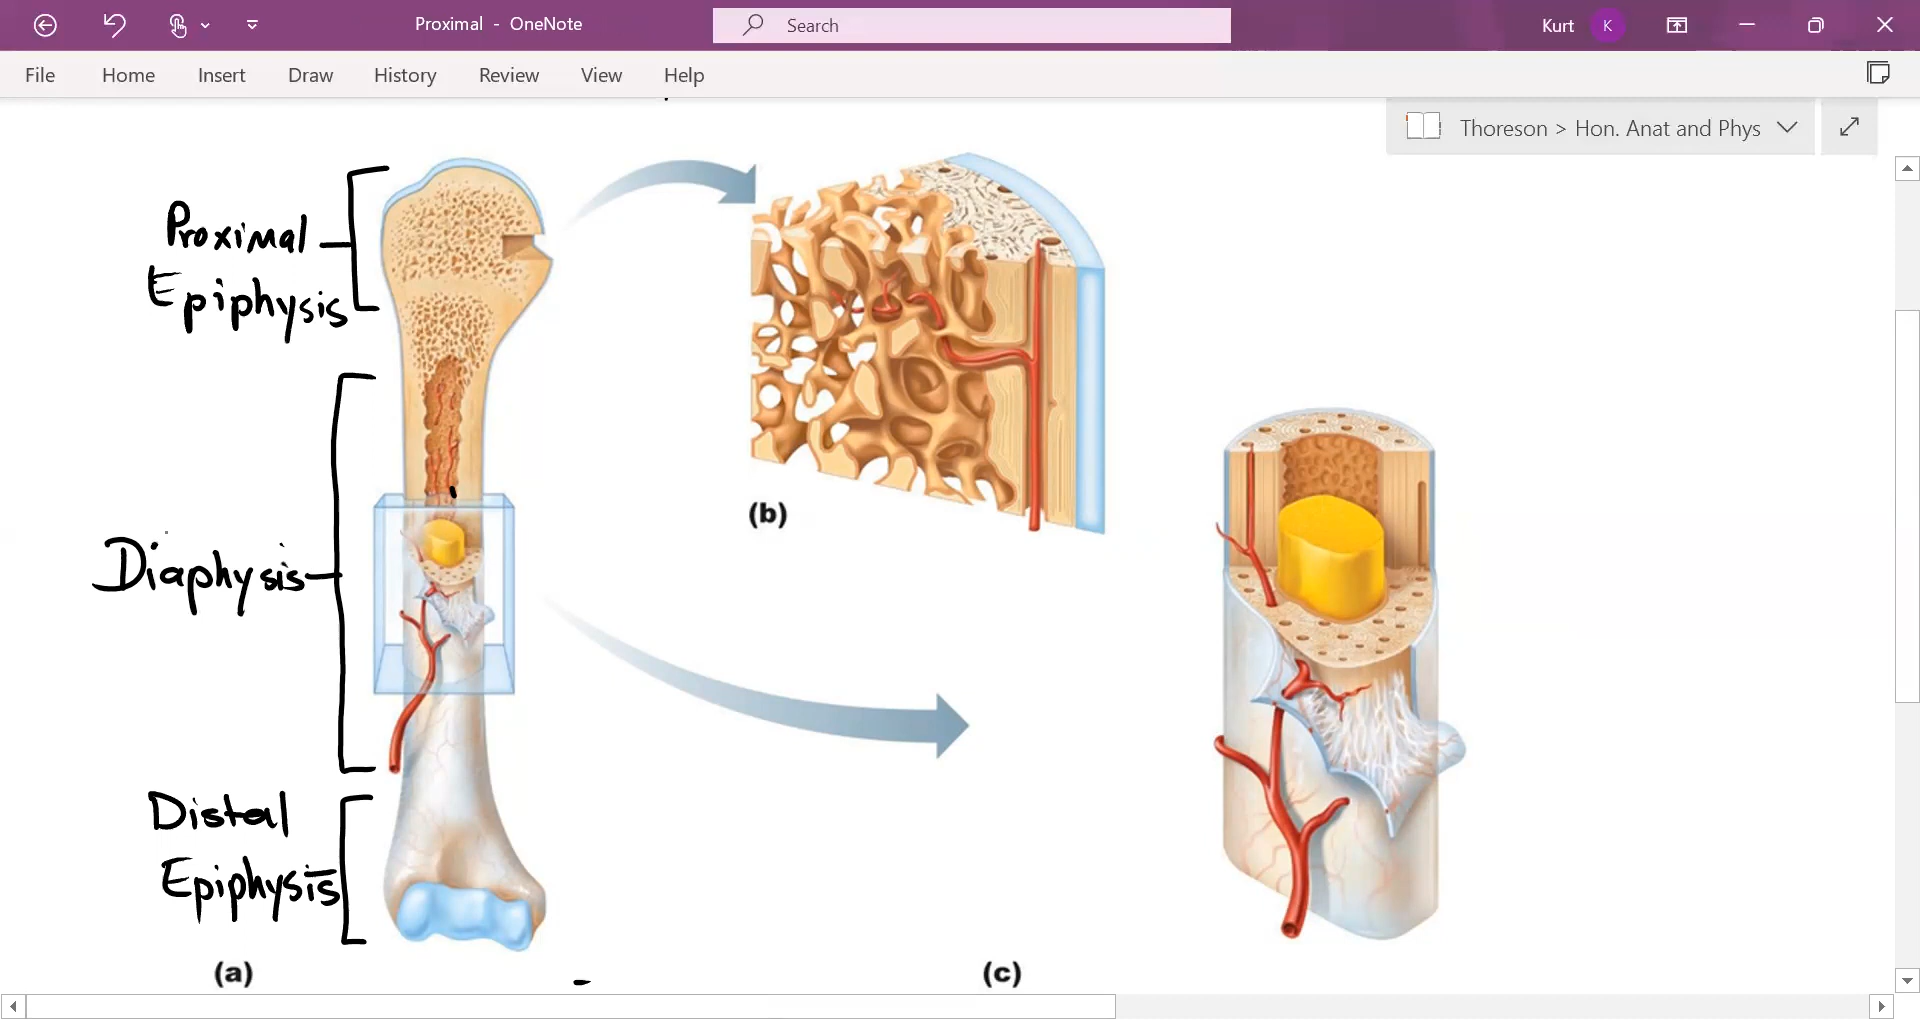 Proximal - OneNote
Search
Kurt
K
File
Home
Insert
Draw
History
Review
View
Help
Thoreson > Hon. Anat and Phys
Proximal
Epiphysis
(b)
Diaphysis
Distal
Epiphysis
(a)
(c)